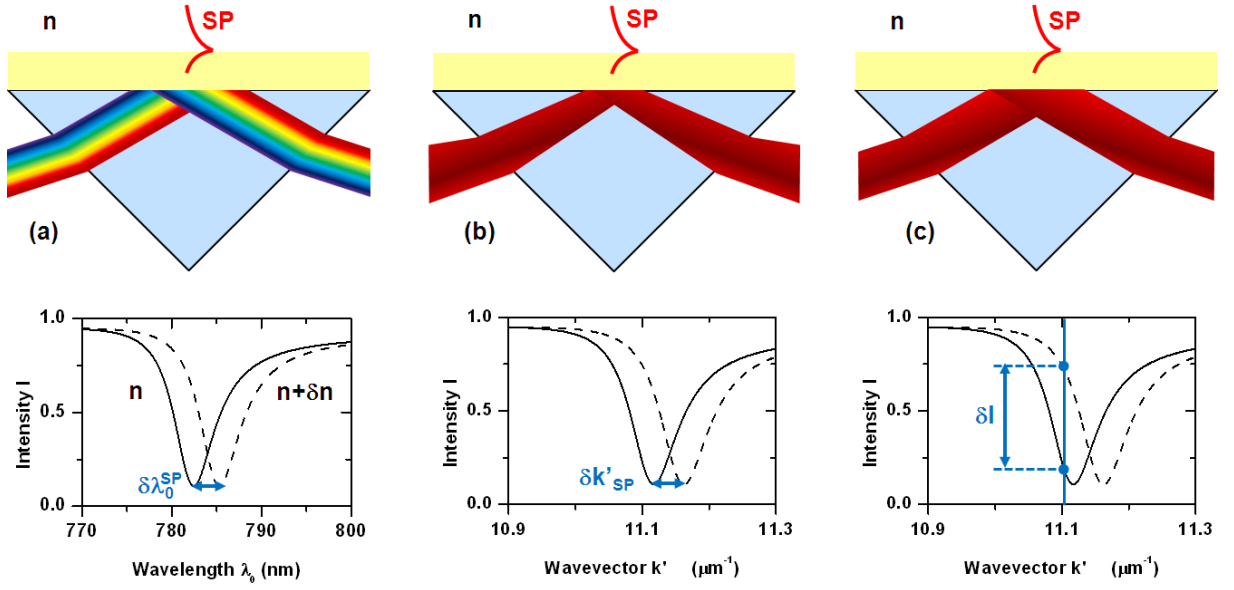 n
SP
n
SP
n
SP
(a)
(b)
(c)
1.0
0.5
0.0
Intensity I
n
n+δn
δλ₀ˢᴾ
770
780
790
800
Wavelength λ₀ (nm)
1.0
0.5
0.0
Intensity I
δk'SP
10.9
11.1
11.3
Wavevector k' (μm⁻¹)
1.0
0.5
0.0
Intensity I
δI
10.9
11.1
11.3
Wavevector k' (μm⁻¹)